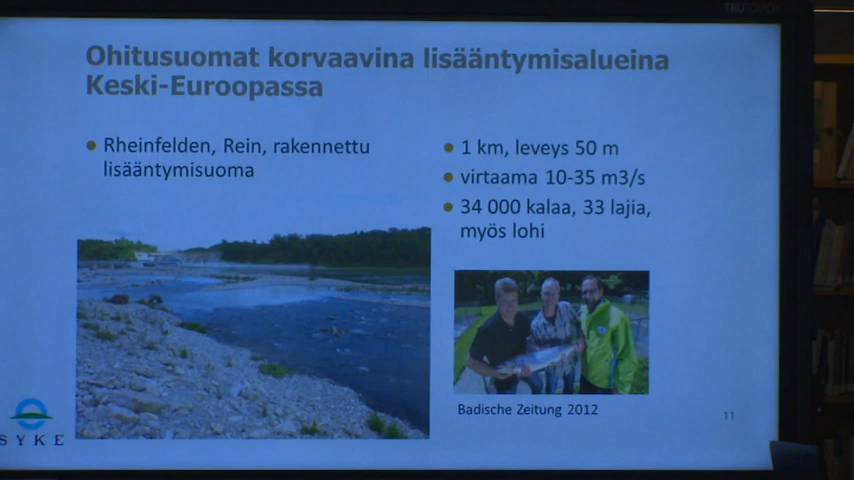 TRUTOUCH
Ohitusuomat korvaavina lisääntymisalueina
Keski-Euroopassa
Rheinfelden, Rein, rakennettu
lisääntymisuoma
1 km, leveys 50 m
virtaama 10-35 m3/s
34 000 kalaa, 33 lajia,
myös lohi
Badische Zeitung 2012
SYKE
11